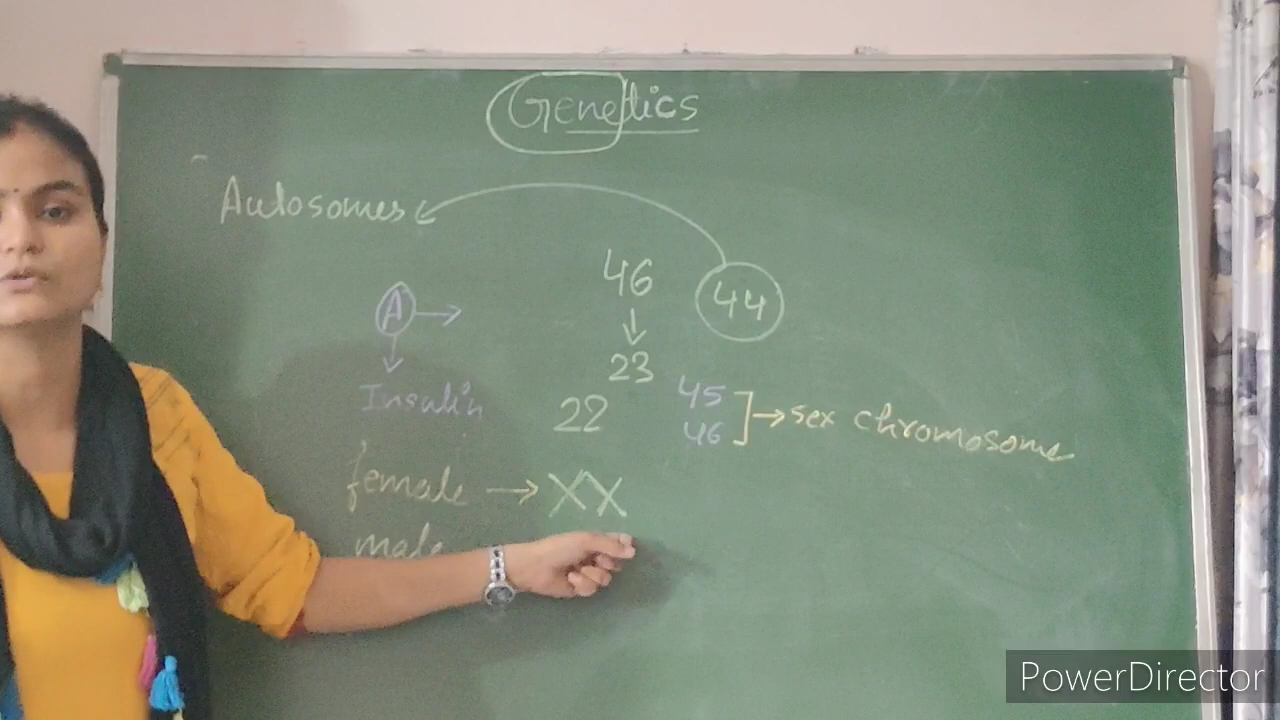 Genetics
Autosomes
46
44
A
23
Insulin
22
45
46
sex chromosome
female → XX
male
PowerDirector